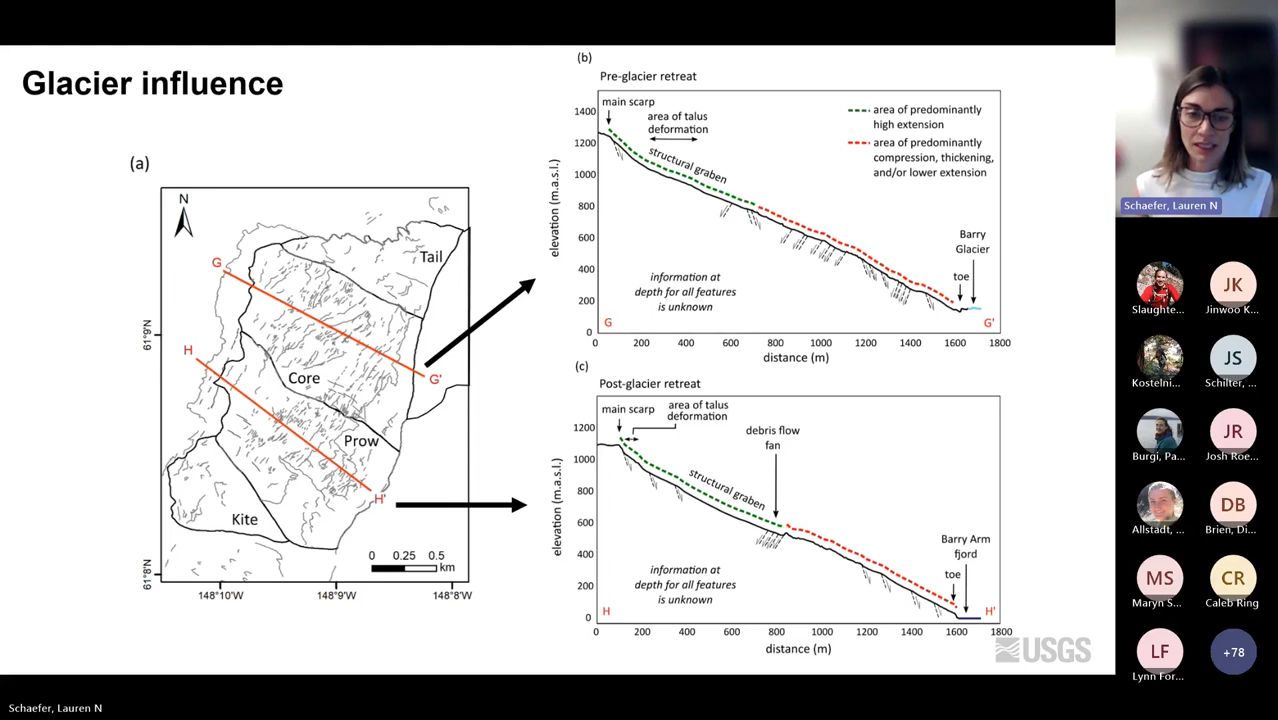 Glacier influence
(a)
N
G
H
Tail
Core
G'
Prow
H'
Kite
0 0.25 0.5
km
61°9'N
61°8'N
148°10'W 148°9'W 148°8'W
(b)
Pre-glacier retreat
main scarp
area of talus
deformation
structural graben
area of predominantly
high extension
area of predominantly
compression, thickening,
and/or lower extension
Barry
Glacier
toe
information at
depth for all features
is unknown
G
G'
elevation (m.a.s.l.)
1400
1200
1000
800
600
400
200
0
0 200 400 600 800 1000 1200 1400 1600 1800
distance (m)
(c)
Post-glacier retreat
main scarp
area of talus
deformation
debris flow
fan
structural graben
Barry Arm
fjord
toe
information at
depth for all features
is unknown
H
H'
elevation (m.a.s.l.)
1200
1000
800
600
400
200
0
0 200 400 600 800 1000 1200 1400 1600 1800
distance (m)
USGS
Schaefer, Lauren N
Slaughte...
JK
Jinwoo K...
Kostelni...
JS
Schilter, ...
Burgi, Pa...
JR
Josh Roe...
Allstadt, ...
DB
Brien, Di...
MS
Maryn S...
CR
Caleb Ring
LF
Lynn For...
+78
Schaefer, Lauren N